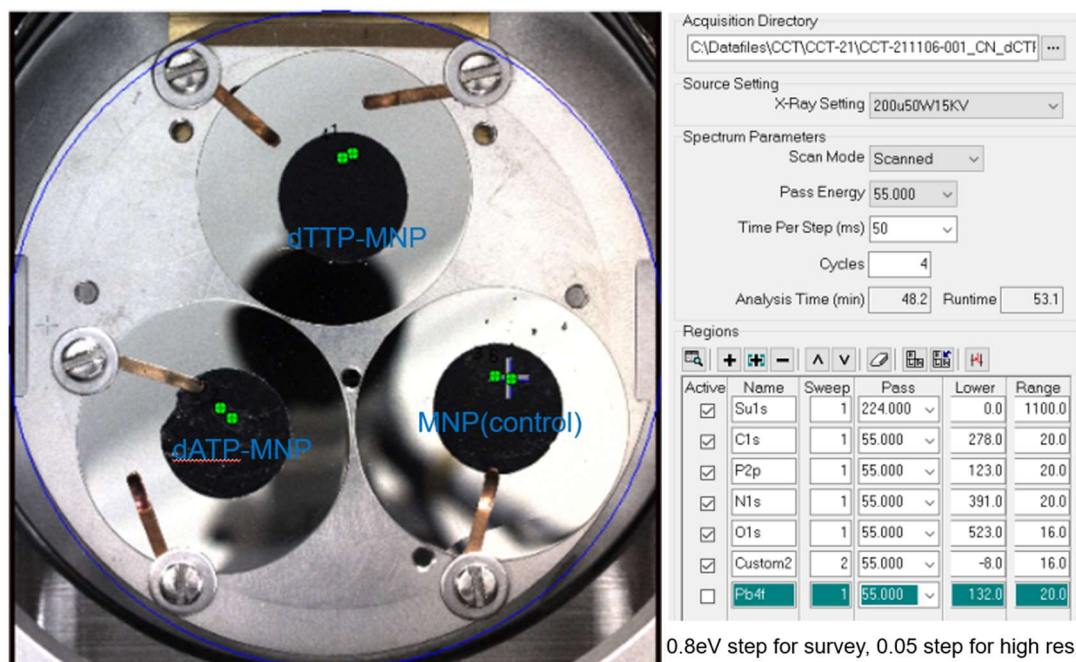 dTTP-MNP
dATP-MNP
MNP(control)
Acquisition Directory
C:\Datafiles\CCT\CCT-21\CCT-211106-001_CN_dCTF
...
Source Setting
X-Ray Setting 200u50W15KV
Spectrum Parameters
Scan Mode Scanned
Pass Energy 55.000
Time Per Step (ms) 50
Cycles 4
Analysis Time (min) 48.2 Runtime 53.1
Regions
Active Name Sweep Pass Lower Range
Su1s 1 224.000 0.0 1100.0
C1s 1 55.000 278.0 20.0
P2p 1 55.000 123.0 20.0
N1s 1 55.000 391.0 20.0
O1s 1 55.000 523.0 16.0
Custom2 2 55.000 -8.0 16.0
Pb4f 1 55.000 132.0 20.0
0.8eV step for survey, 0.05 step for high res